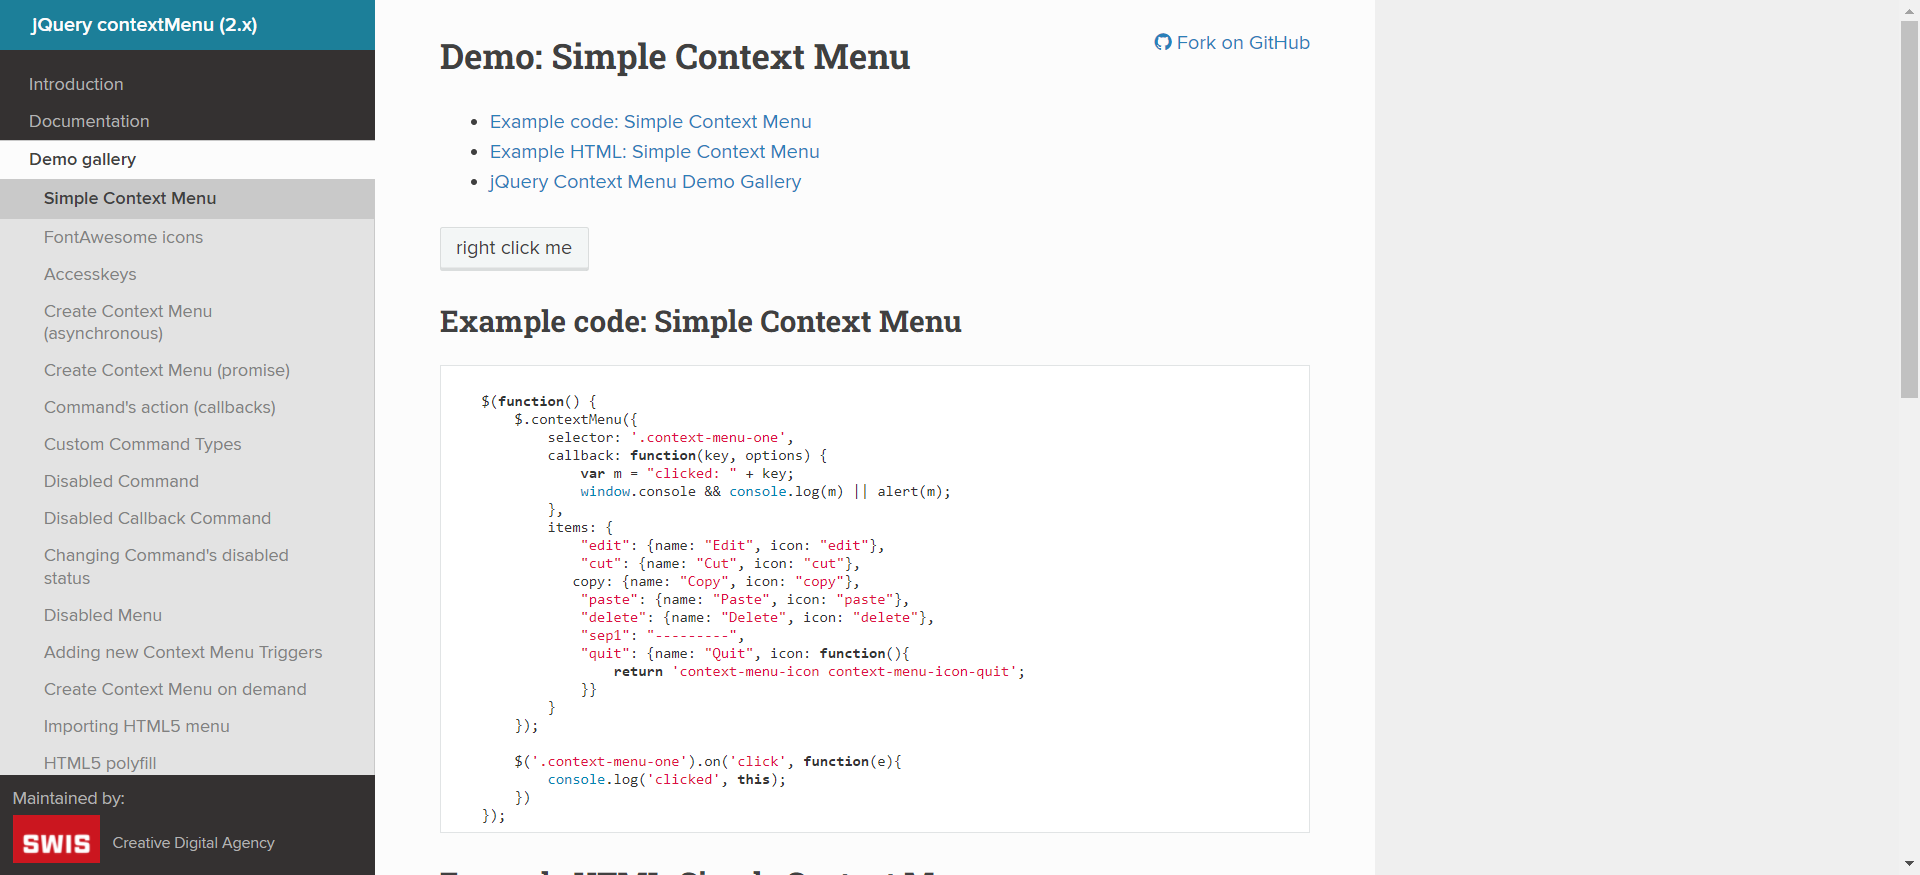 jQuery contextMenu (2.x)
Introduction
Documentation
Demo gallery
Simple Context Menu
FontAwesome icons
Accesskeys
Create Context Menu
(asynchronous)
Create Context Menu (promise)
Command's action (callbacks)
Custom Command Types
Disabled Command
Disabled Callback Command
Changing Command's disabled
status
Disabled Menu
Adding new Context Menu Triggers
Create Context Menu on demand
Importing HTML5 menu
HTML5 polyfill
Maintained by:
SWIS
Creative Digital Agency
Fork on GitHub
Demo: Simple Context Menu
Example code: Simple Context Menu
Example HTML: Simple Context Menu
jQuery Context Menu Demo Gallery
right click me
Example code: Simple Context Menu
$(function() {
    $.contextMenu({
        selector: '.context-menu-one',
        callback: function(key, options) {
            var m = "clicked: " + key;
            window.console && console.log(m) || alert(m);
        },
        items: {
            "edit": {name: "Edit", icon: "edit"},
            "cut": {name: "Cut", icon: "cut"},
           copy: {name: "Copy", icon: "copy"},
            "paste": {name: "Paste", icon: "paste"},
            "delete": {name: "Delete", icon: "delete"},
            "sep1": "---------",
            "quit": {name: "Quit", icon: function(){
                return 'context-menu-icon context-menu-icon-quit';
            }}
        }
    });

    $('.context-menu-one').on('click', function(e){
        console.log('clicked', this);
    })
});
Example HTML: Simple Context Menu